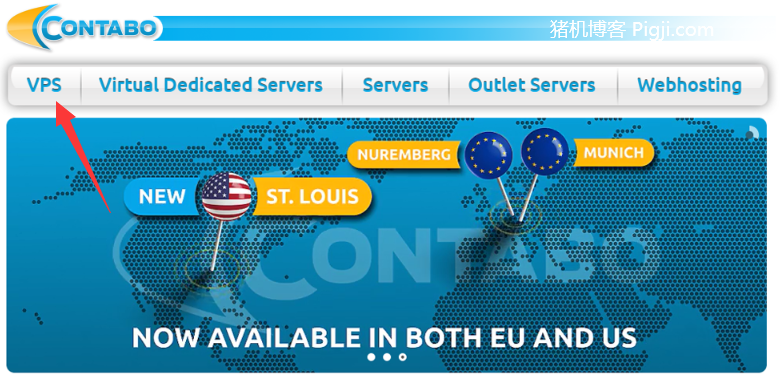 CONTABO
猪机博客 Pigji.com
VPS Virtual Dedicated Servers Servers Outlet Servers Webhosting
NUREMBERG MUNICH
NEW ST. LOUIS
CONTABO
NOW AVAILABLE IN BOTH EU AND US